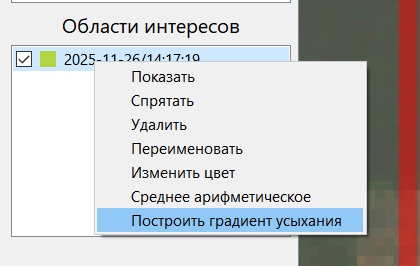 Области интересов
2025-11-26/14:17:19
Показать
Спрятать
Удалить
Переименовать
Изменить цвет
Среднее арифметическое
Построить градиент усыхания